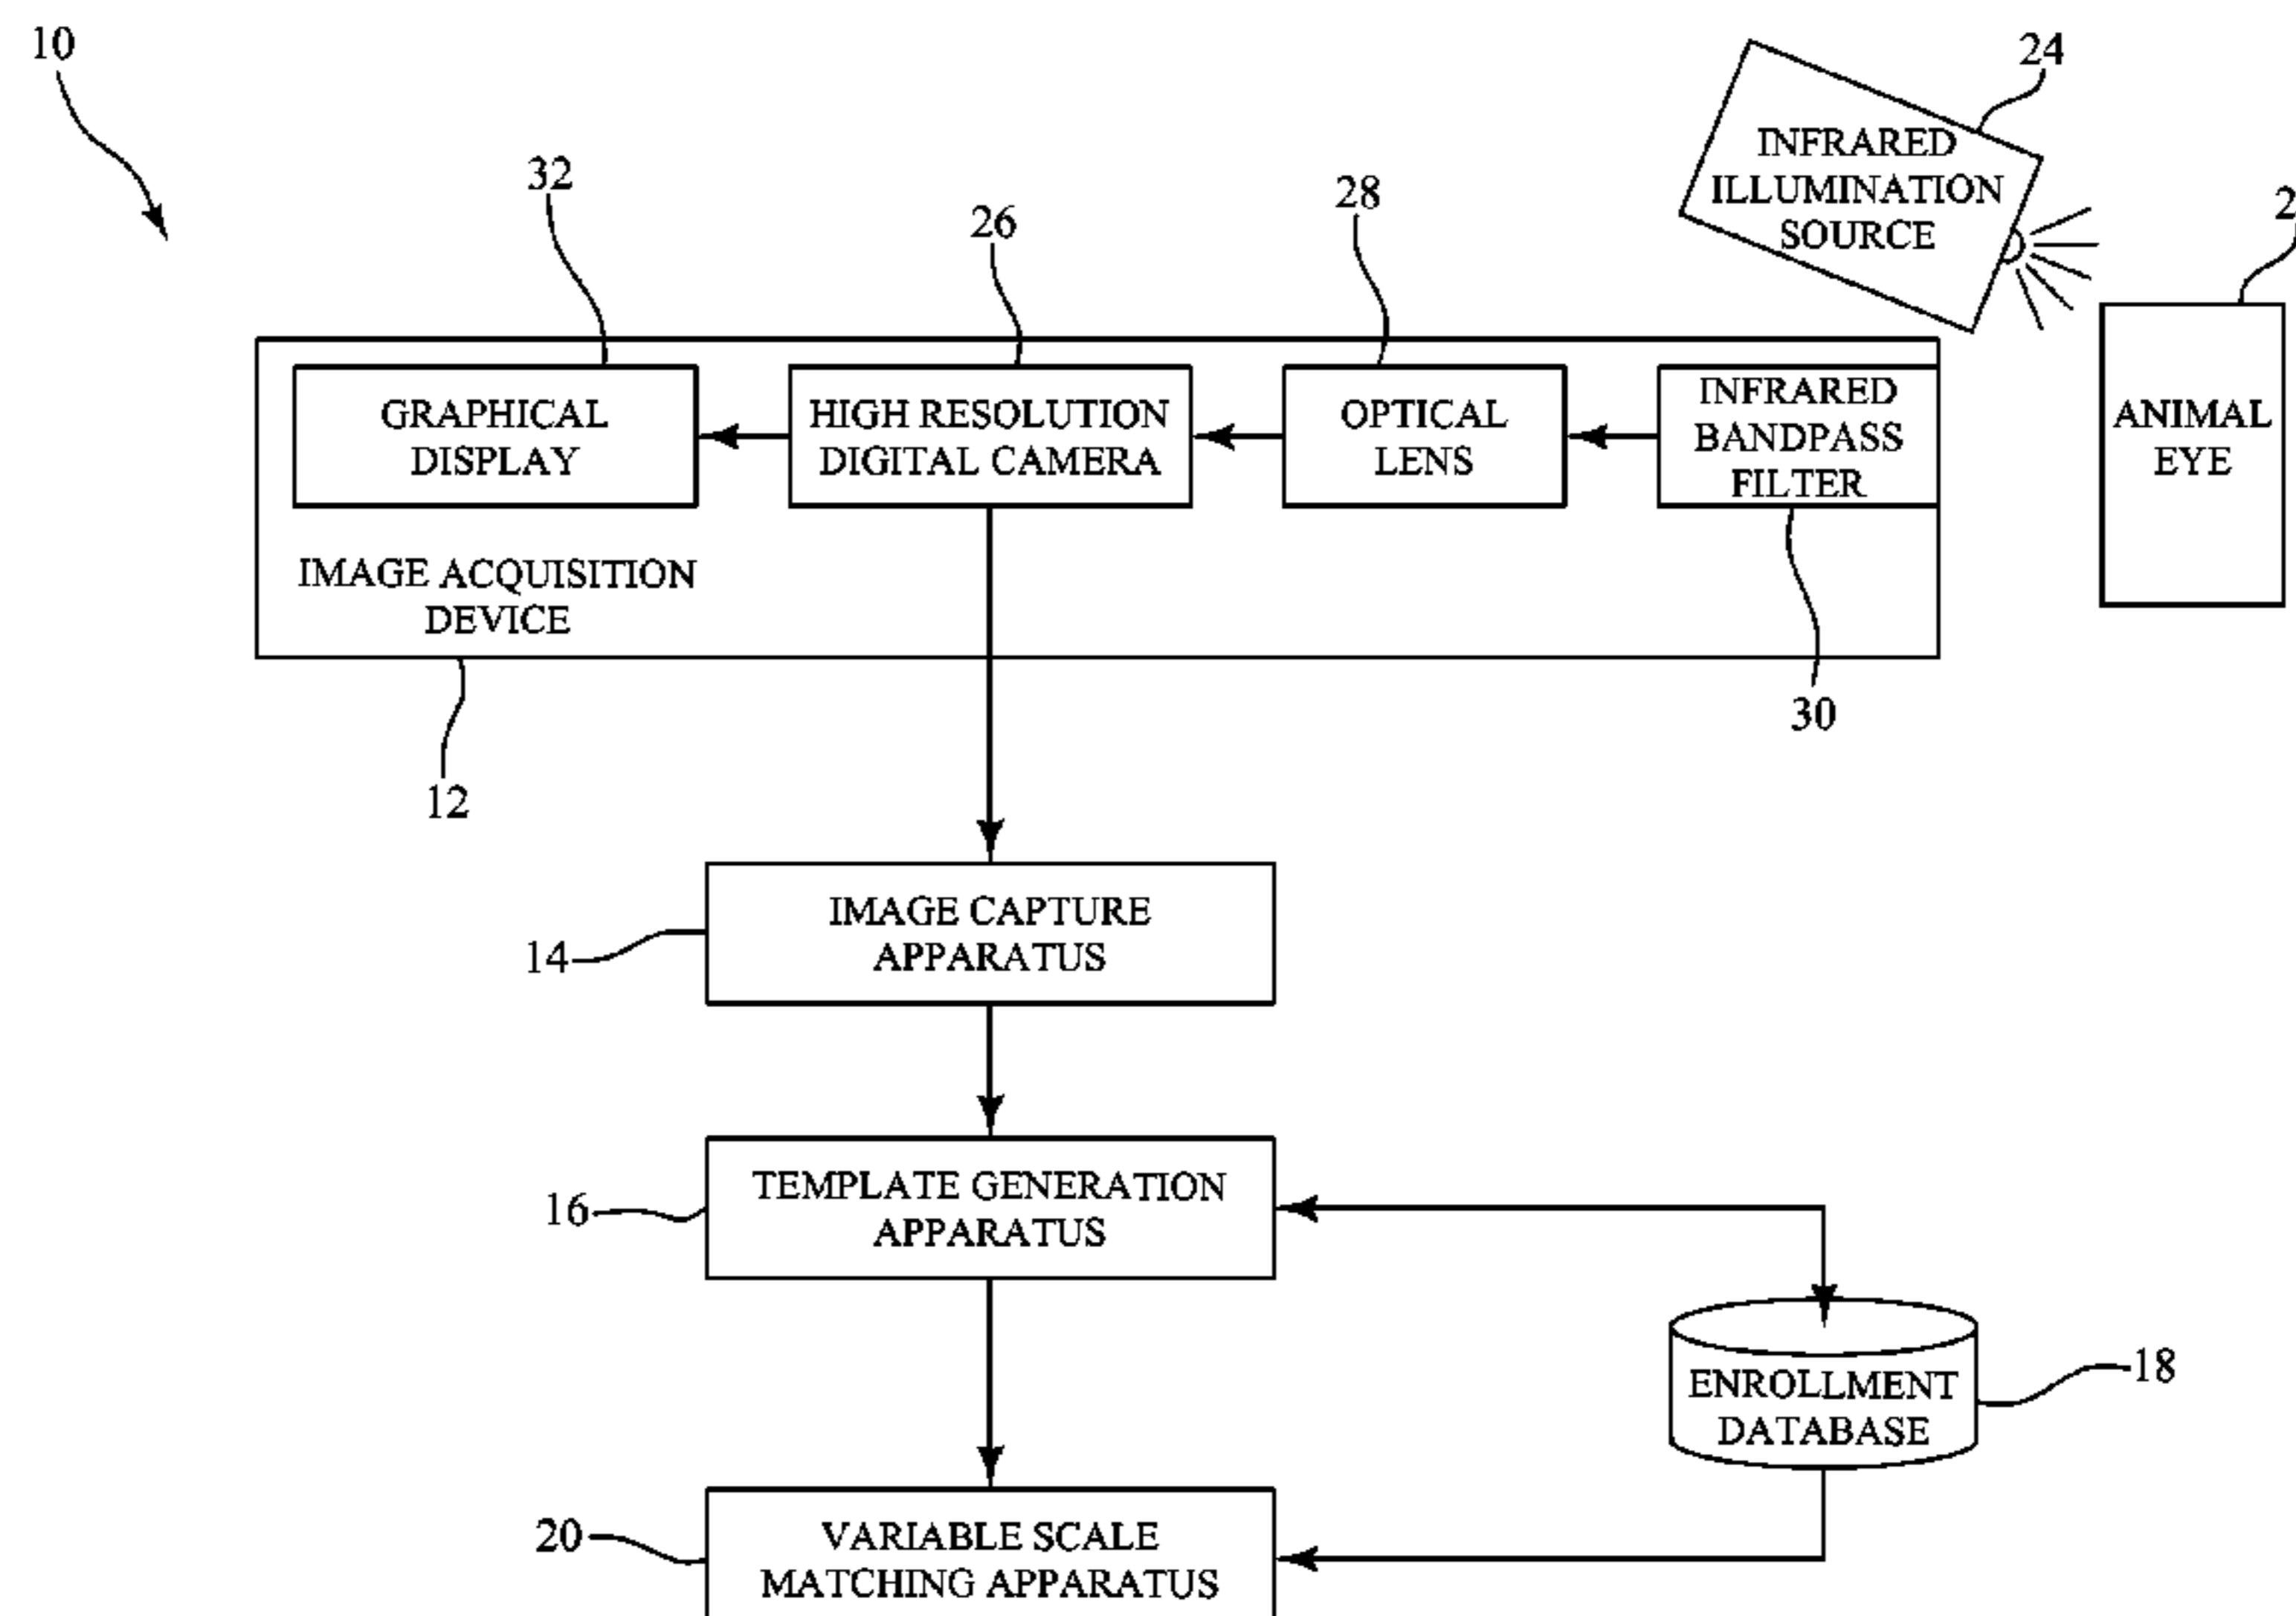 10
24
INFRARED
ILLUMINATION
SOURCE
32
26
28
GRAPHICAL
DISPLAY
HIGH RESOLUTION
DIGITAL CAMERA
OPTICAL
LENS
INFRARED
BANDPASS
FILTER
ANIMAL
EYE
IMAGE ACQUISITION
DEVICE
30
12
IMAGE CAPTURE
APPARATUS
14
TEMPLATE GENERATION
APPARATUS
16
ENROLLMENT
DATABASE
18
VARIABLE SCALE
MATCHING APPARATUS
20